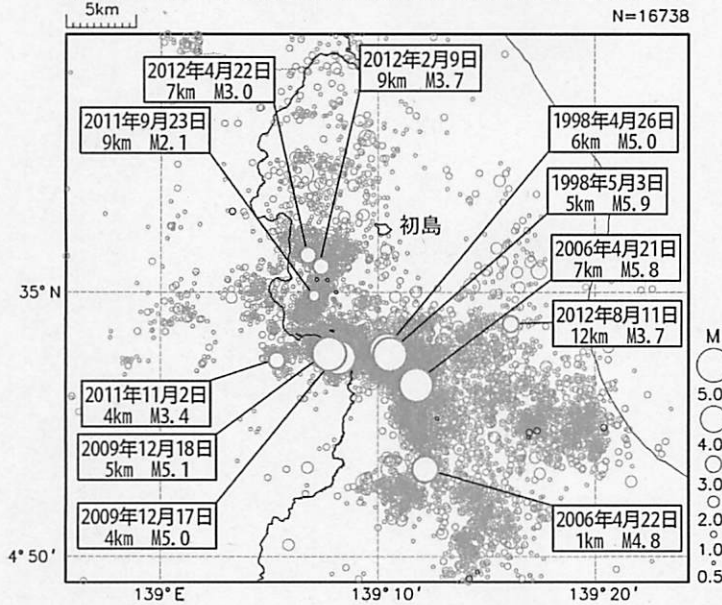 5km
N=16738
2012年4月22日
7km M3.0
2012年2月9日
9km M3.7
2011年9月23日
9km M2.1
1998年4月26日
6km M5.0
1998年5月3日
5km M5.9
初島
2006年4月21日
7km M5.8
35°N
2012年8月11日
12km M3.7
M
5.0
4.0
3.0
2.0
1.0
0.5
2011年11月2日
4km M3.4
2009年12月18日
5km M5.1
2009年12月17日
4km M5.0
2006年4月22日
1km M4.8
4°50'
139°E
139°10'
139°20'